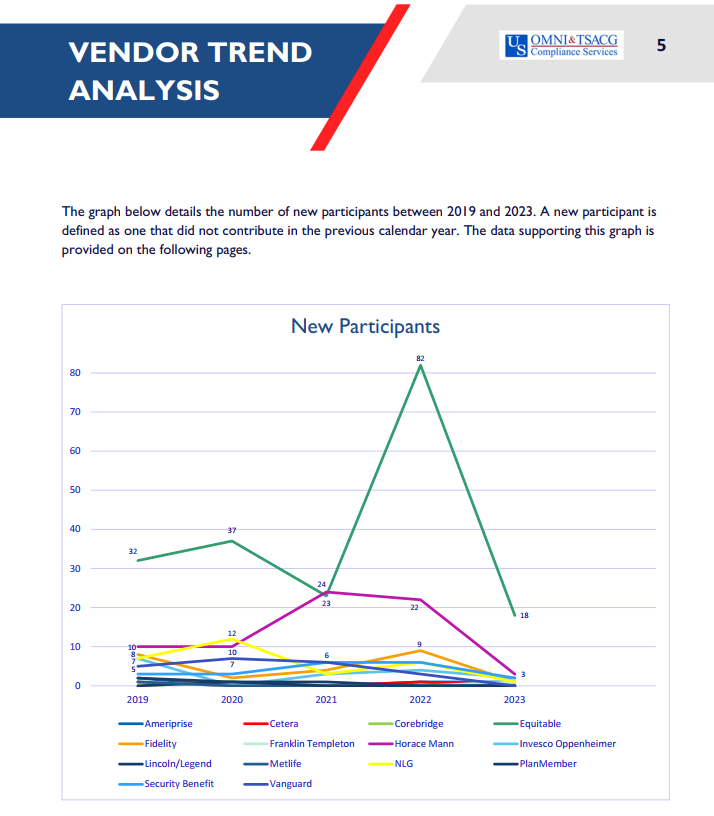 VENDOR TREND
ANALYSIS
US OMNI&TSACG
Compliance Services
5
The graph below details the number of new participants between 2019 and 2023. A new participant is
defined as one that did not contribute in the previous calendar year. The data supporting this graph is
provided on the following pages.
New Participants
82
80
70
60
50
40
37
32
30
24
23
22
20
18
12
10
10
10
9
8
7
7
6
5
3
0
2019 2020 2021 2022 2023
Ameriprise Cetera Corebridge Equitable
Fidelity Franklin Templeton Horace Mann Invesco Oppenheimer
Lincoln/Legend Metlife NLG PlanMember
Security Benefit Vanguard